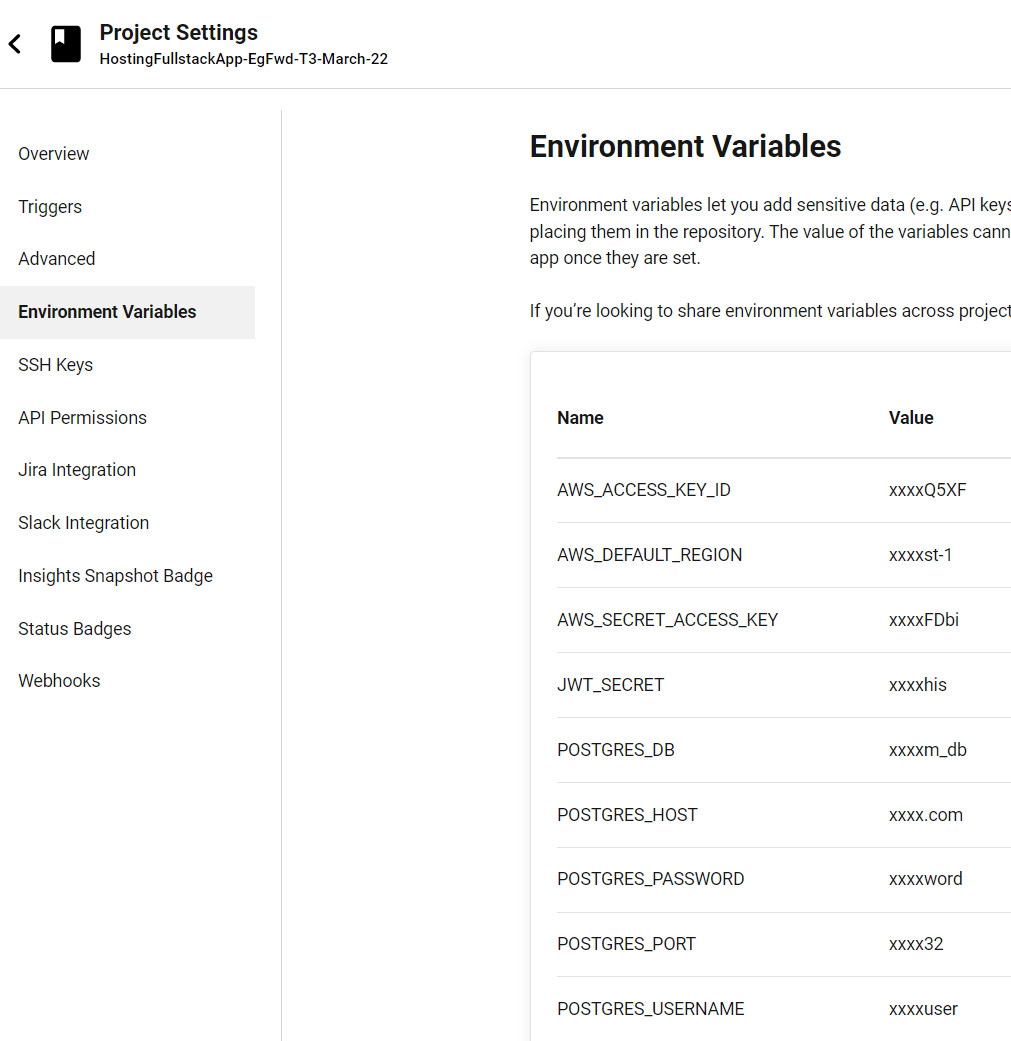 Project Settings
HostingFullstackApp-EgFwd-T3-March-22
Overview
Triggers
Advanced
Environment Variables
SSH Keys
API Permissions
Jira Integration
Slack Integration
Insights Snapshot Badge
Status Badges
Webhooks
Environment Variables
Environment variables let you add sensitive data (e.g. API keys
placing them in the repository. The value of the variables cann
app once they are set.
If you’re looking to share environment variables across project
Name Value
AWS_ACCESS_KEY_ID xxxxQ5XF
AWS_DEFAULT_REGION xxxxst-1
AWS_SECRET_ACCESS_KEY xxxxFDbi
JWT_SECRET xxxxhis
POSTGRES_DB xxxxm_db
POSTGRES_HOST xxxx.com
POSTGRES_PASSWORD xxxxword
POSTGRES_PORT xxxx32
POSTGRES_USERNAME xxxxuser